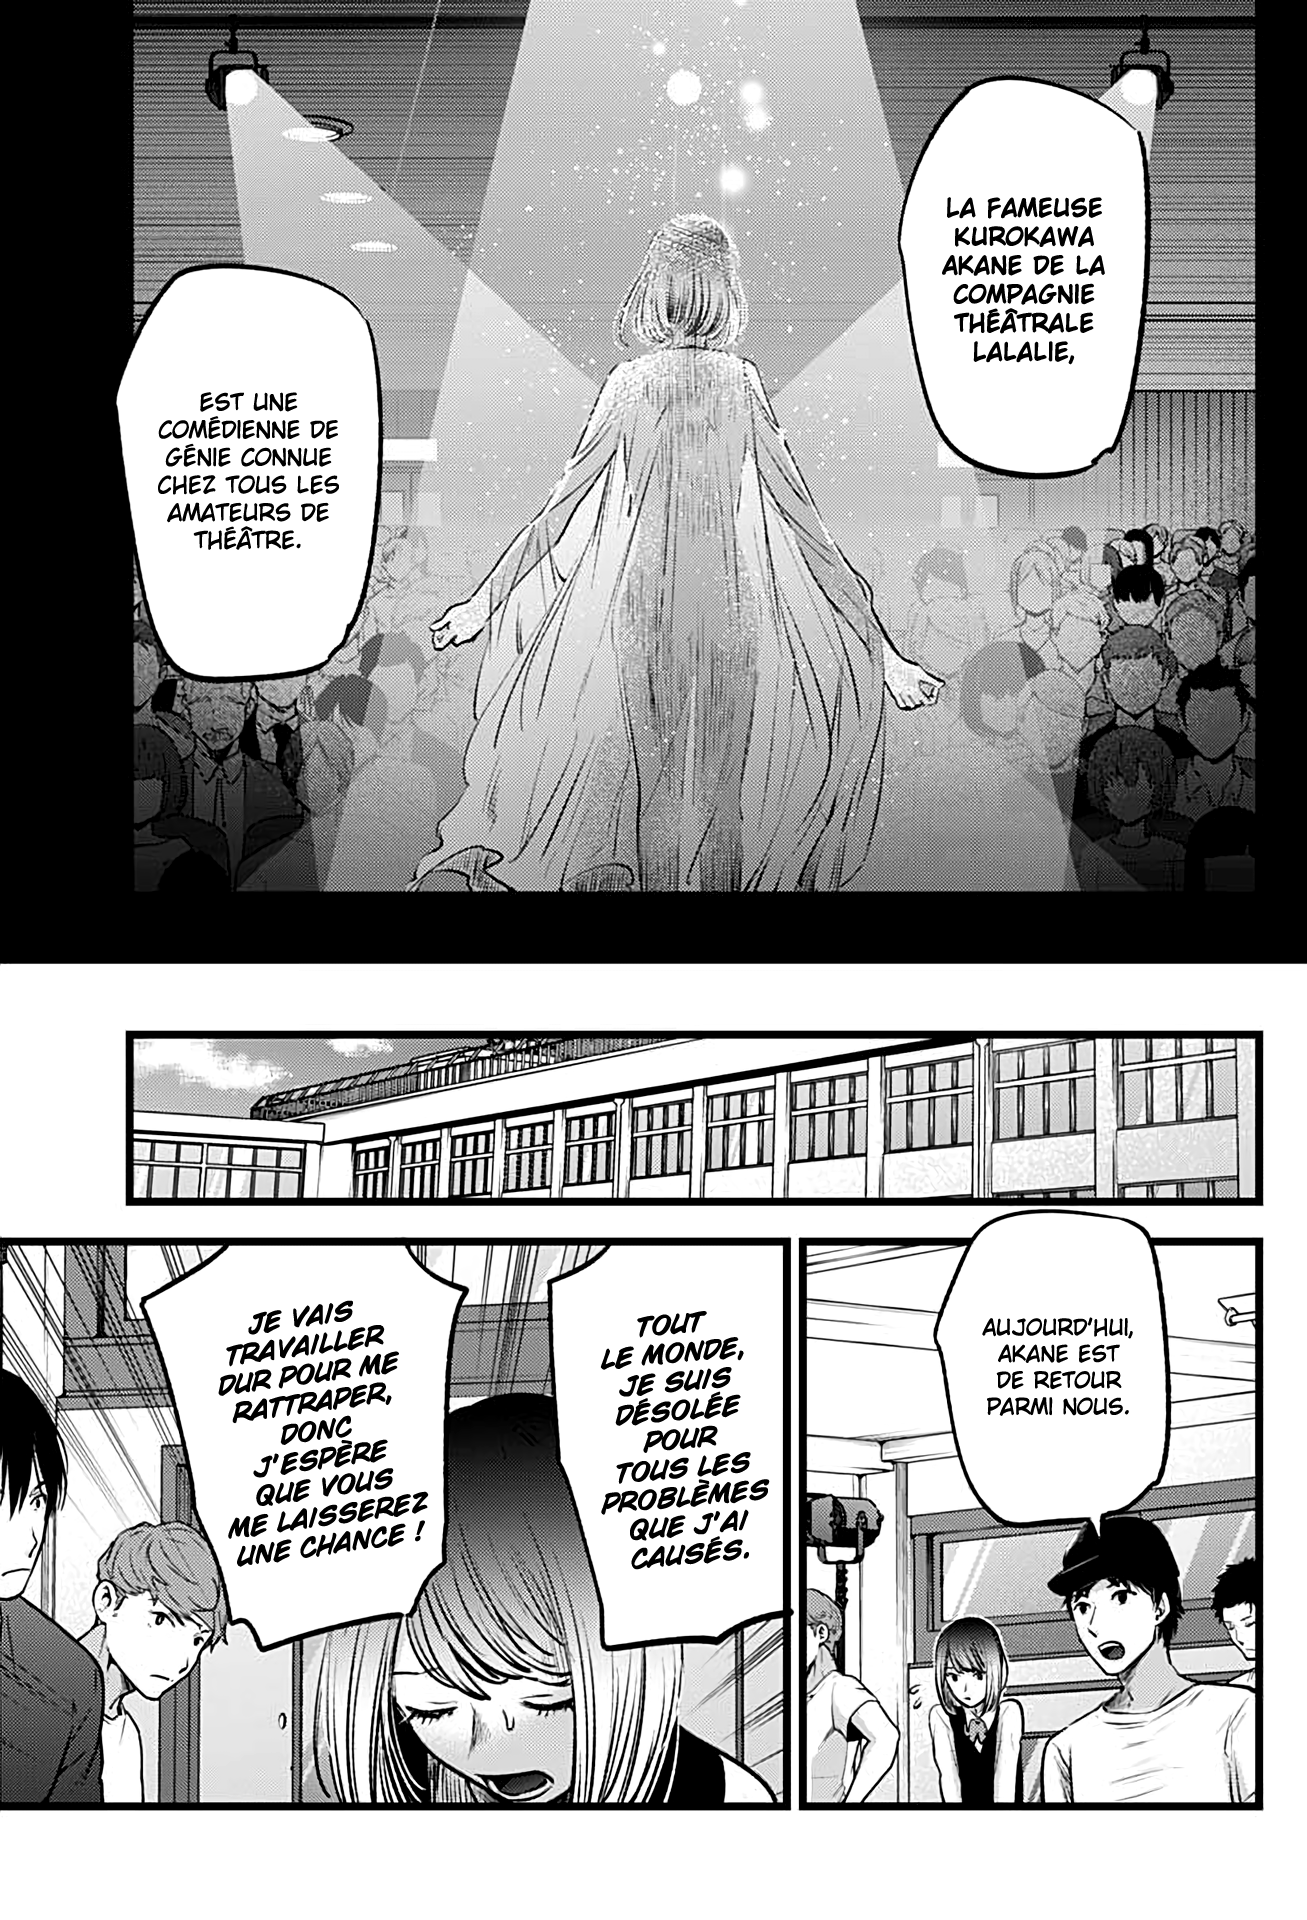 LA FAMEUSE
KUROKAWA
AKANE DE LA
COMPAGNIE
THÉÂTRALE
LALALIE,
EST UNE
COMÉDIENNE DE
GÉNIE CONNUE
CHEZ TOUS LES
AMATEURS DE
THÉÂTRE.
AUJOURD'HUI,
AKANE EST
DE RETOUR
PARMI NOUS.
TOUT
LE MONDE,
JE SUIS
DÉSOLÉE
POUR
TOUS LES
PROBLÈMES
QUE J'AI
CAUSÉS.
JE VAIS
TRAVAILLER
DUR POUR ME
RATTRAPER,
DONC
J'ESPÈRE
QUE VOUS
ME LAISSEREZ
UNE CHANCE !